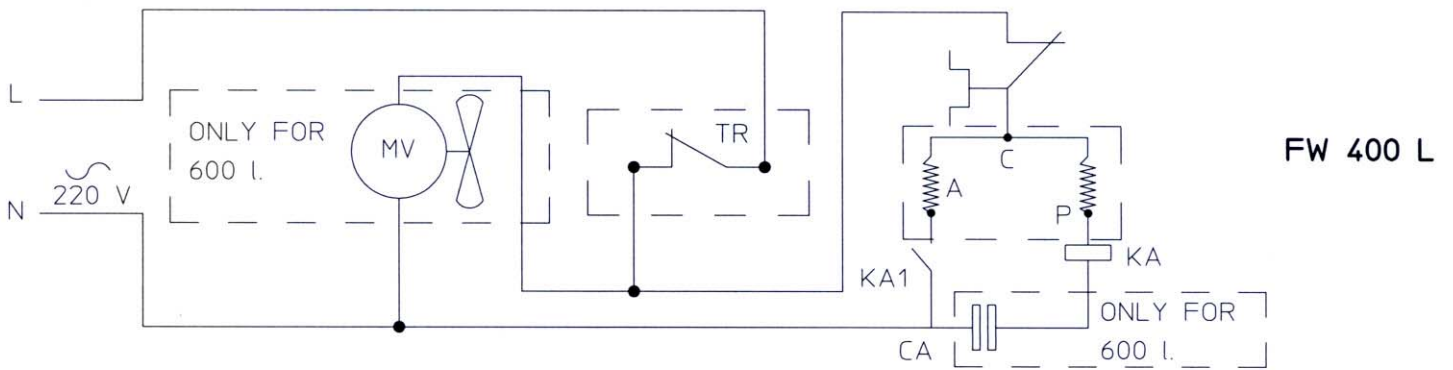 L
N
220 V
ONLY FOR
600 l.
MV
TR
C
A
P
KA1
KA
CA
ONLY FOR
600 l.
FW 400 L